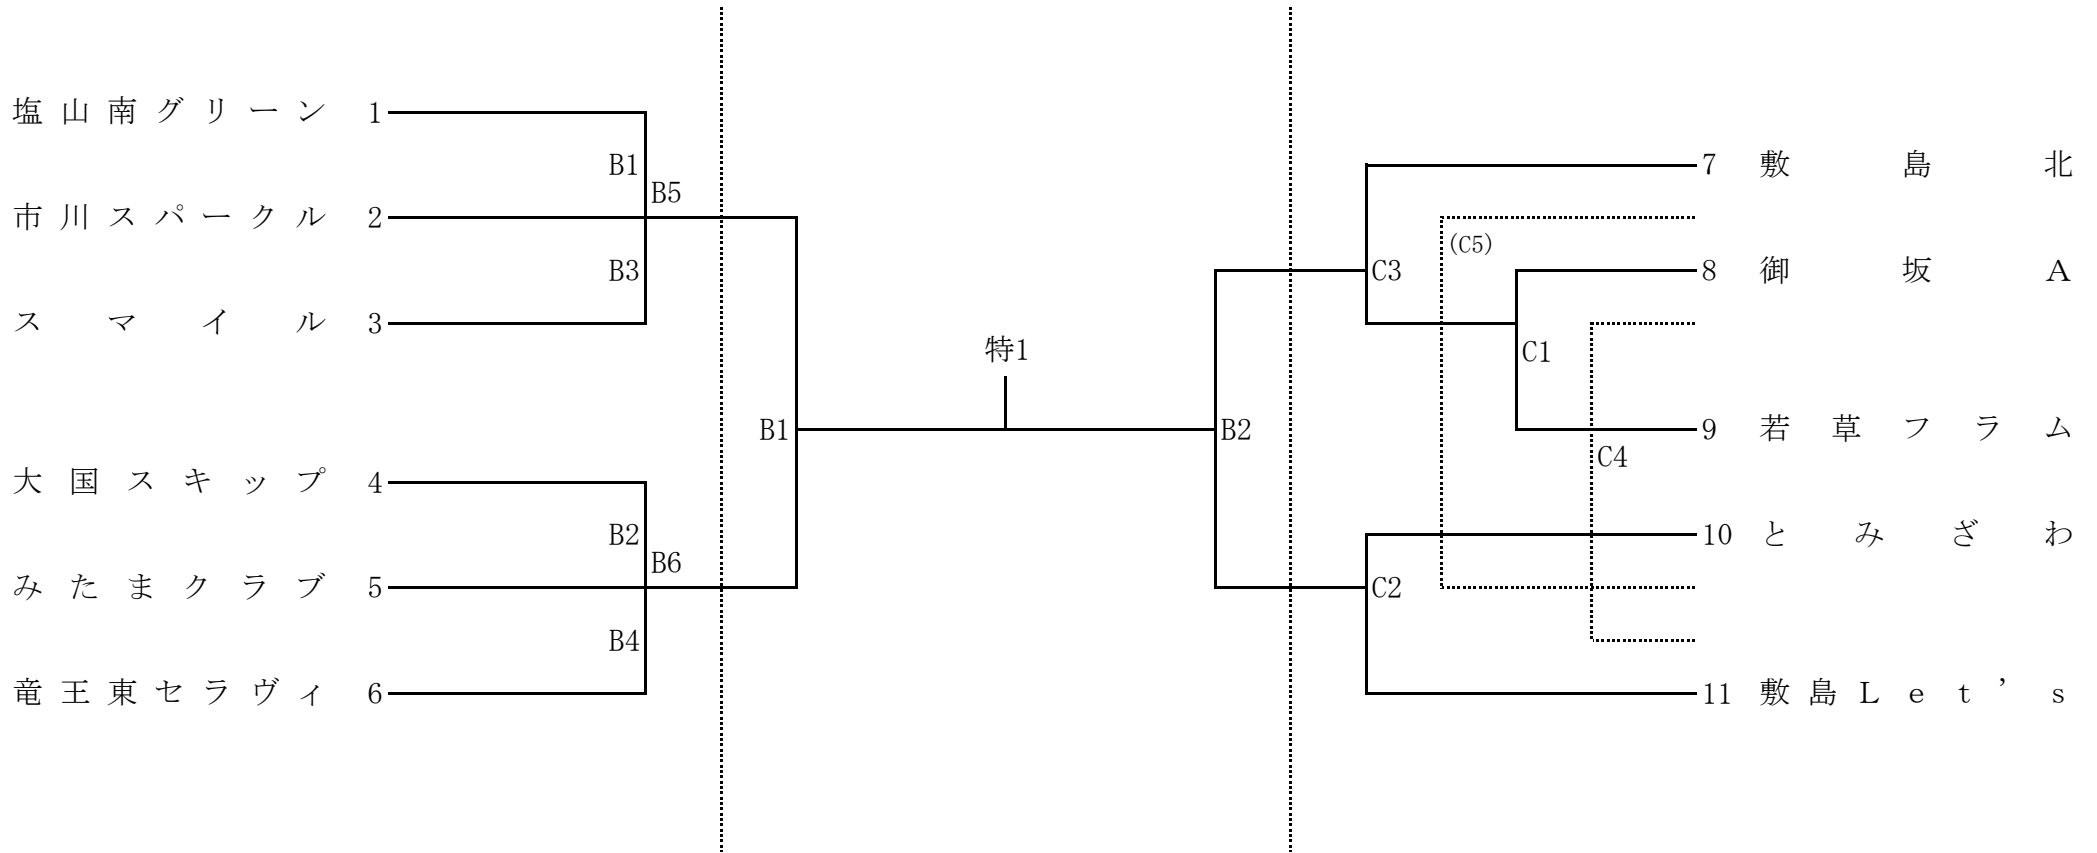 塩山南グリーン 1
B1
B5
市川スパークル 2
B3
スマイル 3
大国スキップ 4
B2
B6
みたまクラブ 5
B4
竜王東セラヴィ 6
B1
特1
B2
7 敷島北
(C5)
C3
8 御坂A
C1
9 若草フラム
C4
10 とみざわ
C2
11 敷島Let’s